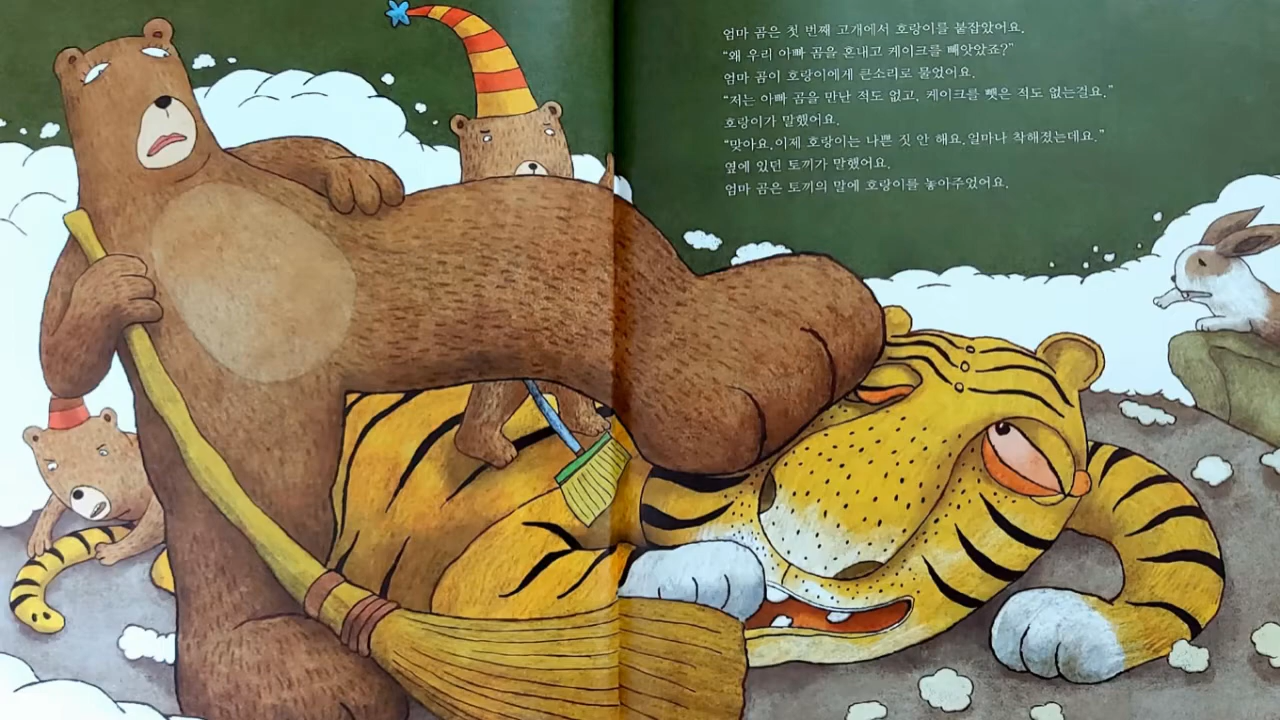 엄마 곰은 첫 번째 고개에서 호랑이를 붙잡았어요.
"왜 우리 아빠 곰을 혼내고 케이크를 빼앗았죠?"
엄마 곰이 호랑이에게 큰소리로 물었어요.
"저는 아빠 곰을 만난 적도 없고, 케이크를 뺏은 적도 없는걸요."
호랑이가 말했어요.
"맞아요. 이제 호랑이는 나쁜 짓 안 해요. 얼마나 착해졌는데요."
옆에 있던 토끼가 말했어요.
엄마 곰은 토끼의 말에 호랑이를 놓아주었어요.